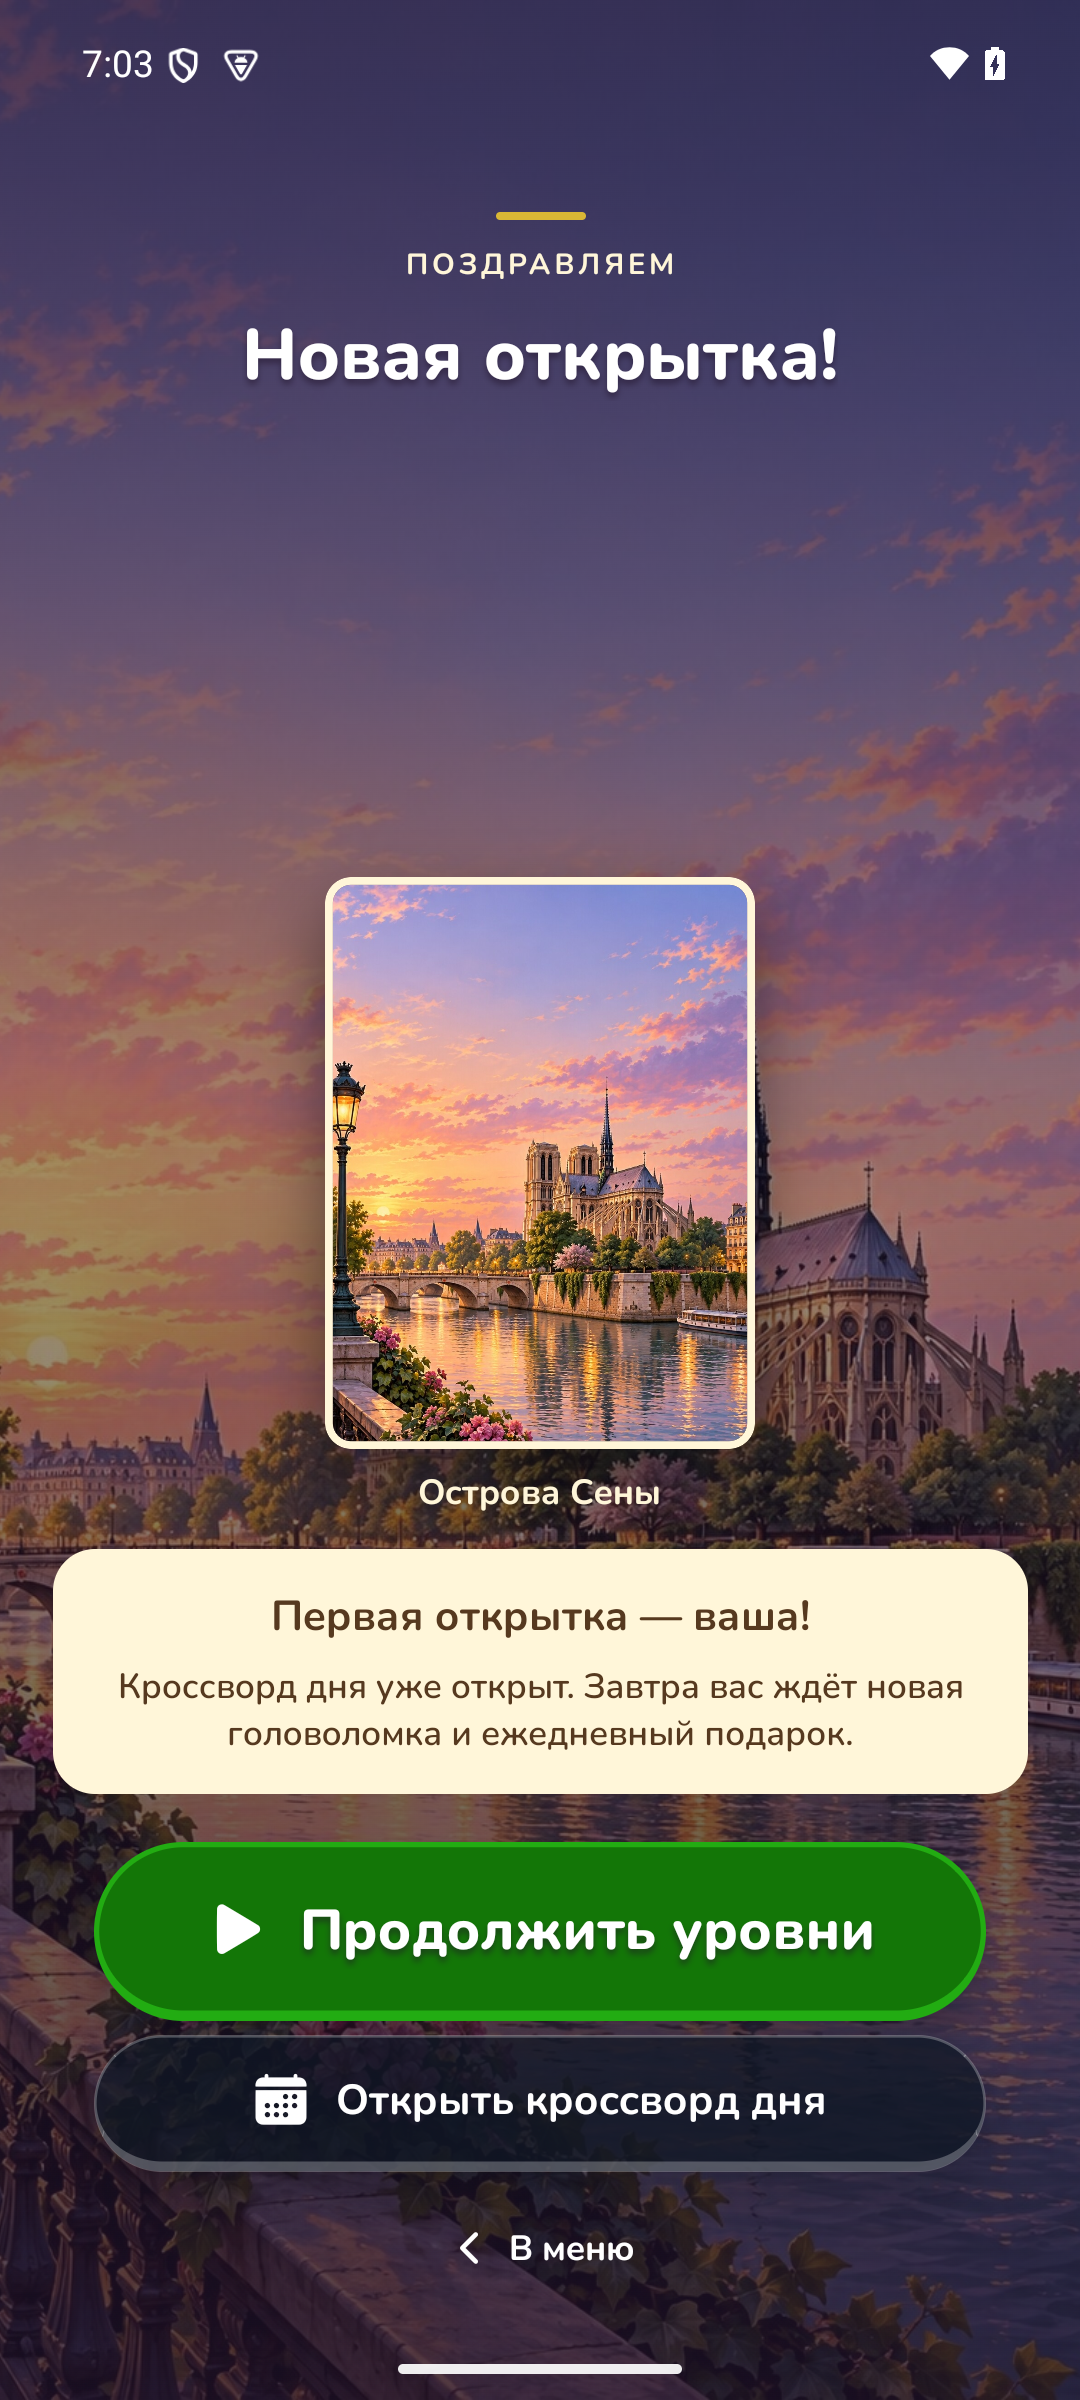 7:03
ПОЗДРАВЛЯЕМ
Новая открытка!
Острова Сены
Первая открытка — ваша!
Кроссворд дня уже открыт. Завтра вас ждёт новая
головоломка и ежедневный подарок.
Продолжить уровни
Открыть кроссворд дня
В меню